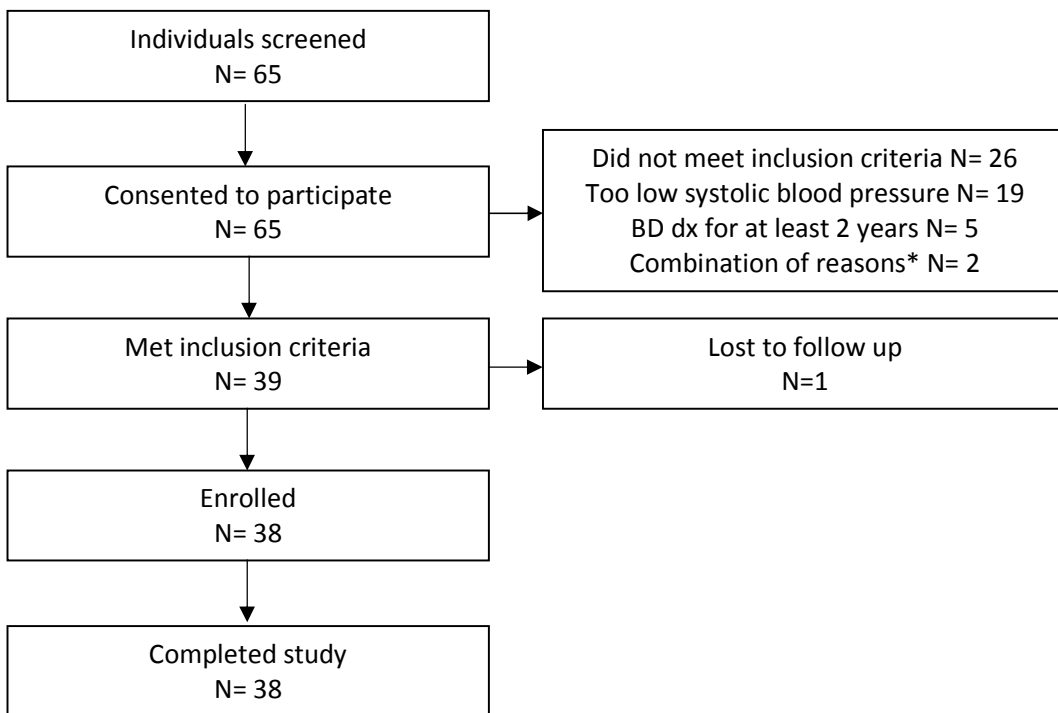 Individuals screened
N= 65
Consented to participate
N= 65
Did not meet inclusion criteria N= 26
Too low systolic blood pressure N= 19
BD dx for at least 2 years N= 5
Combination of reasons* N= 2
Met inclusion criteria
N= 39
Lost to follow up
N=1
Enrolled
N= 38
Completed study
N= 38